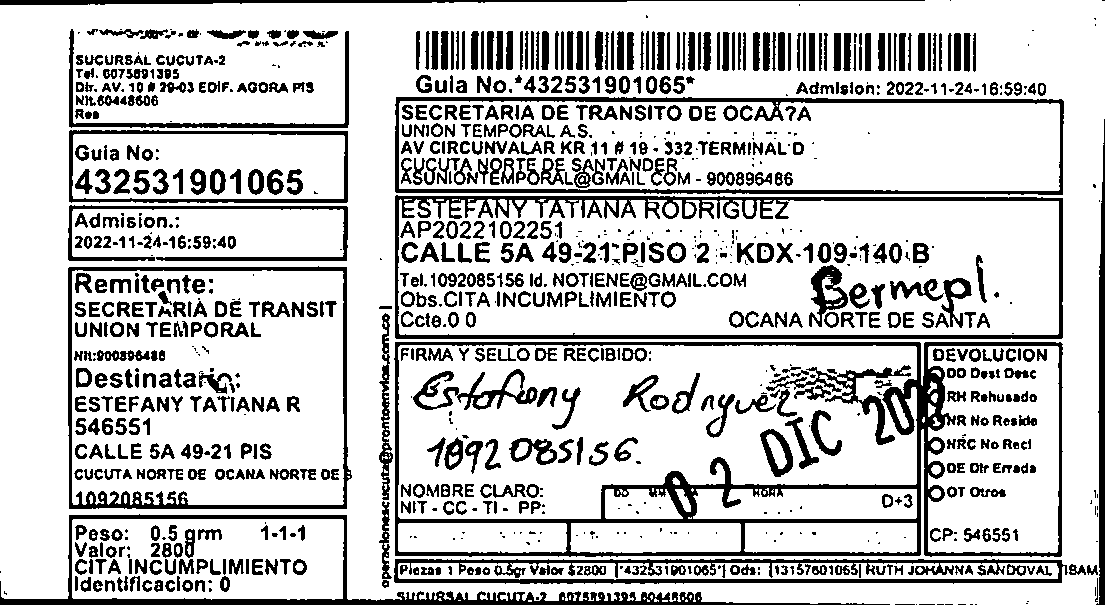 SUCURSAL CUCUTA-2
Tel. 6075891395
Dir. AV. 10 # 29-03 EDIF. AGORA PIS
Nit.60448606
Res
Guia No:
432531901065
Admision.:
2022-11-24-16:59:40
Remitente:
SECRETARIA DE TRANSIT
UNION TEMPORAL
Nit:900896486
Destinatario:
ESTEFANY TATIANA R
546551
CALLE 5A 49-21 PIS
CUCUTA NORTE DE OCANA NORTE DE S
1092085156
Peso: 0.5 grm 1-1-1
Valor: 2800
CITA INCUMPLIMIENTO
Identificacion: 0
Guia No.*432531901065*
Admision: 2022-11-24-16:59:40
SECRETARIA DE TRANSITO DE OCAÃ?A
UNION TEMPORAL A.S.
AV CIRCUNVALAR KR 11 # 19 - 332 TERMINAL D
CUCUTA NORTE DE SANTANDER
ASUNIONTEMPORAL@GMAIL COM - 900896486
ESTEFANY TATIANA RODRIGUEZ
AP2022102251
CALLE 5A 49-21 PISO 2 - KDX-109-140 B
Tel.1092085156 Id. NOTIENE@GMAIL.COM
Obs.CITA INCUMPLIMIENTO
Ccte.0 0
OCANA NORTE DE SANTA
operacionescucuta@prontoenvios.com.co
FIRMA Y SELLO DE RECIBIDO:
Estefany Rodryuez
1092085156.
02 DIC 2022
NOMBRE CLARO:
NIT - CC - TI - PP:
DD MM AA HORA
D+3
DEVOLUCION
DD Dest Desc
RH Rehusado
NR No Reside
NRC No Recl
DE Dir Errada
OT Otros
CP: 546551
Piezas 1 Peso 0.5gr Valor $2800 [*432531901065*] Ods: [13157601065] RUTH JOHANNA SANDOVAL TIBAM
SUCURSAL CUCUTA-2 6075891395 60448606